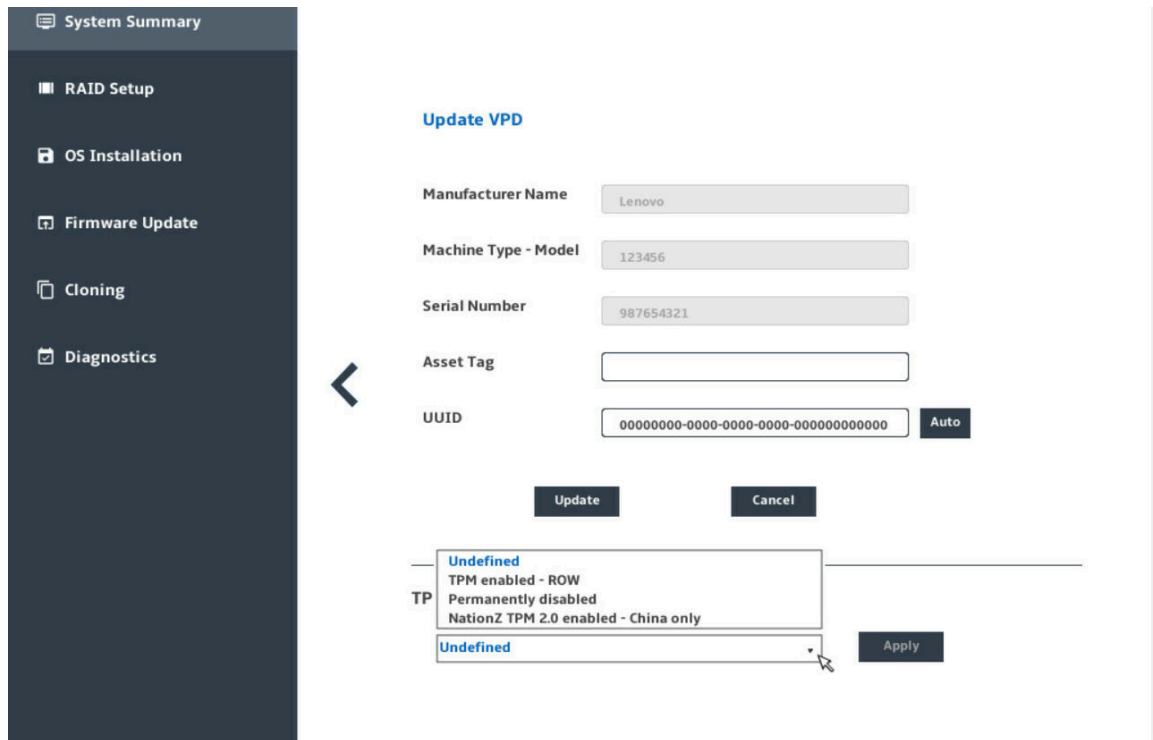 System Summary
RAID Setup
OS Installation
Firmware Update
Cloning
Diagnostics
Update VPD
Manufacturer Name
Lenovo
Machine Type - Model
123456
Serial Number
987654321
Asset Tag
UUID
00000000-0000-0000-0000-000000000000
Auto
Update
Cancel
Undefined
TPM enabled - ROW
TP
Permanently disabled
NationZ TPM 2.0 enabled - China only
Undefined
Apply